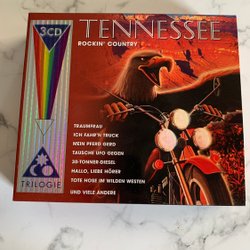 3CD
TENNESSEE
ROCKIN' COUNTRY
TRAUMFRAU
ICH FAHR'N TRUCK
MEIN PFERD GERD
TAUSCHE UFO GEGEN
38-TONNER-DIESEL
HALLO, LIEBE HÖRER
TOTE HOSE IM WILDEN WESTEN
UND VIELE ANDERE
TRILOGIE